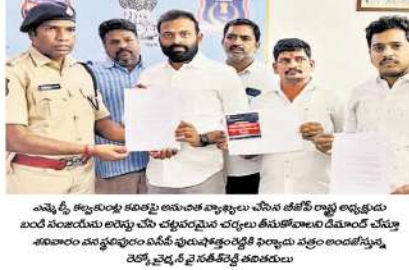 ఎమ్మెల్సీ కల్వకుంట్ల కవితపై అనుచిత వ్యాఖ్యలు చేసిన బీజేపీ రాష్ట్ర అధ్యక్షుడు
బండి సంజయ్‌ను అరెస్టు చేసి చట్టపరమైన చర్యలు తీసుకోవాలని డిమాండ్ చేస్తూ
శనివారం వనస్థలిపురం ఏసీపీ పురుషోత్తంరెడ్డికి ఫిర్యాదు పత్రం అందజేస్తున్న
రెడ్కో చైర్మన్ వై సతీశ్‌రెడ్డి తదితరులు